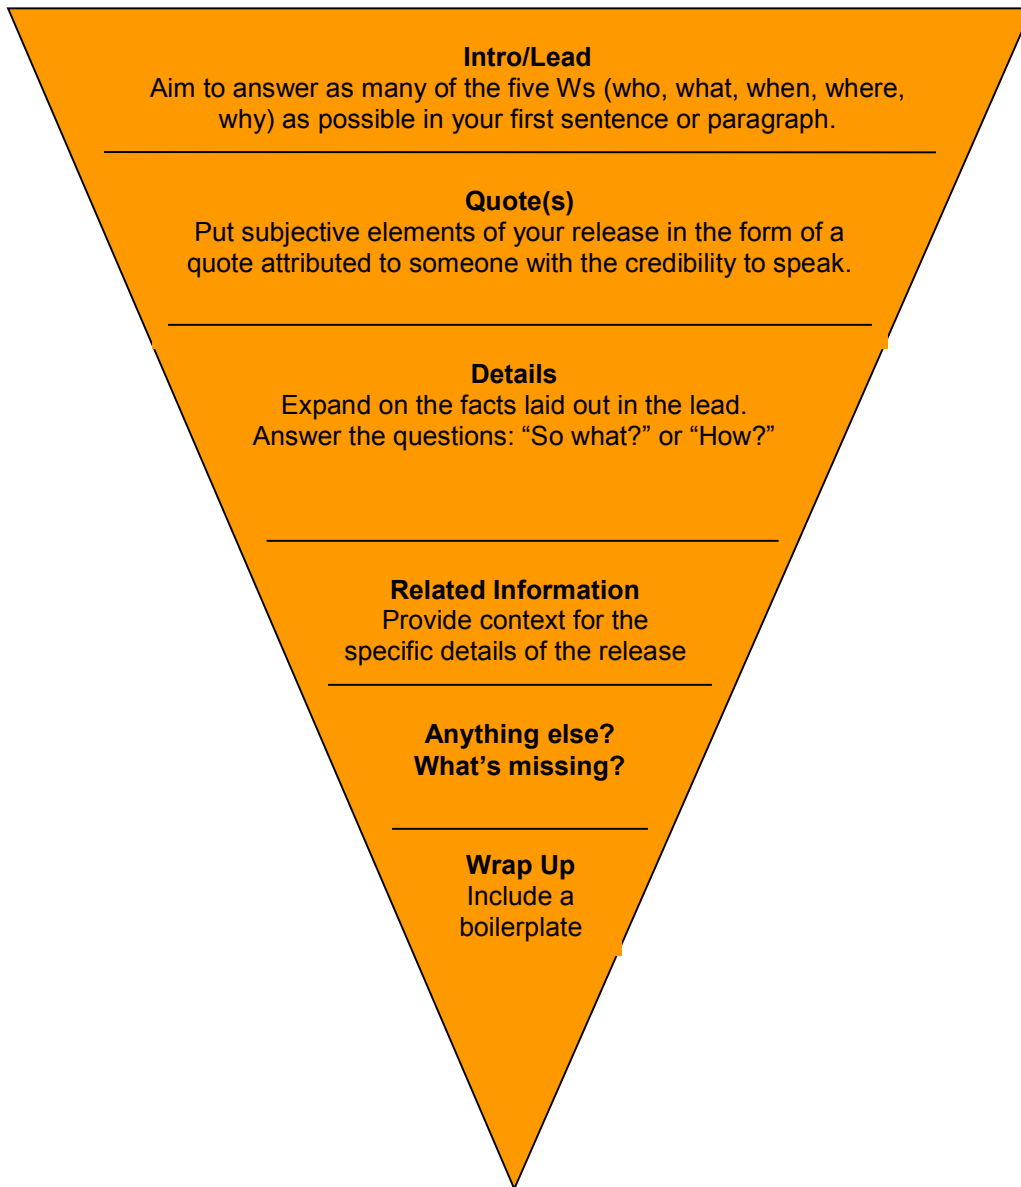 Intro/Lead
Aim to answer as many of the five Ws (who, what, when, where,
why) as possible in your first sentence or paragraph.
Quote(s)
Put subjective elements of your release in the form of a
quote attributed to someone with the credibility to speak.
Details
Expand on the facts laid out in the lead.
Answer the questions: “So what?” or “How?”
Related Information
Provide context for the
specific details of the release
Anything else?
What’s missing?
Wrap Up
Include a
boilerplate